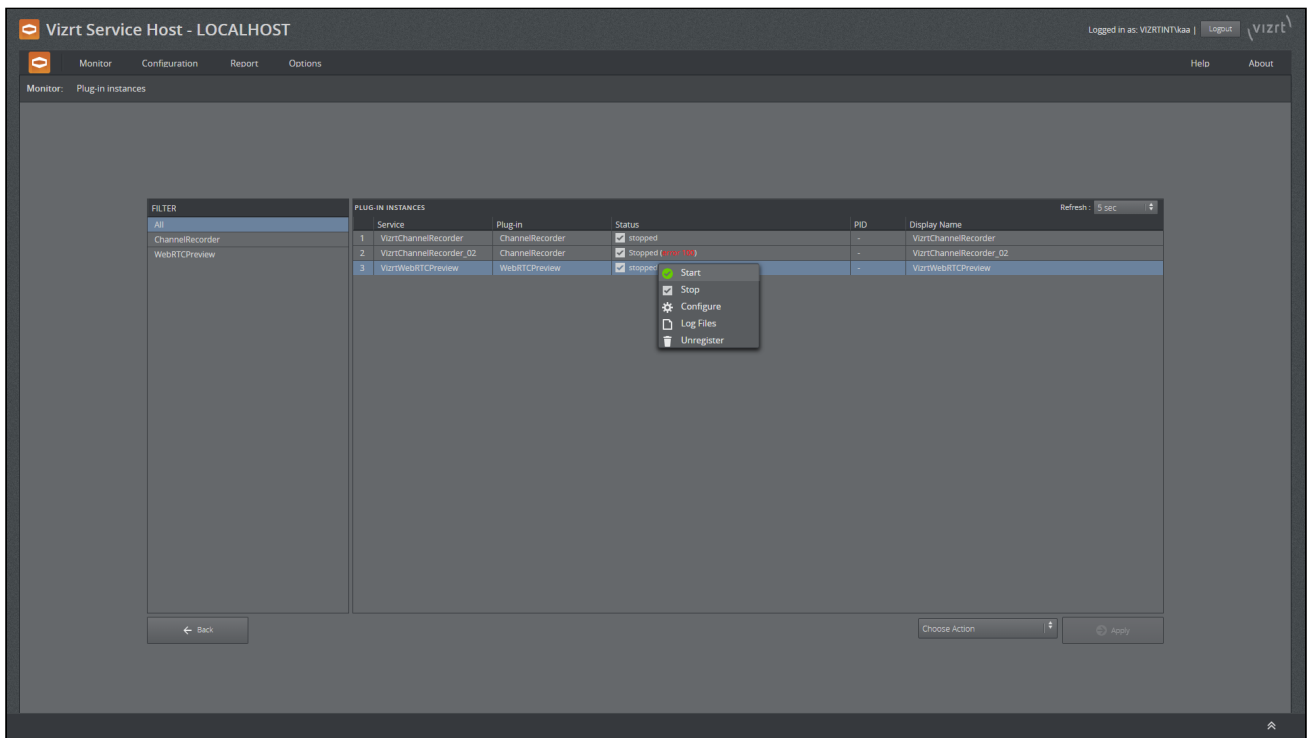 Vizrt Service Host - LOCALHOST
Logged in as: VIZRTINT\kaa | Logout vizrt
Monitor Configuration Report Options Help About
Monitor: Plug-in instances
FILTER
All
ChannelRecorder
WebRTCPreview
PLUG-IN INSTANCES Refresh : 5 sec
Service Plug-in Status PID Display Name
1 VizrtChannelRecorder ChannelRecorder stopped - VizrtChannelRecorder
2 VizrtChannelRecorder_02 ChannelRecorder Stopped ( ) - VizrtChannelRecorder_02
3 VizrtWebRTCPreview WebRTCPreview stopped - VizrtWebRTCPreview
Start
Stop
Configure
Log Files
Unregister
Back
Choose Action
Apply